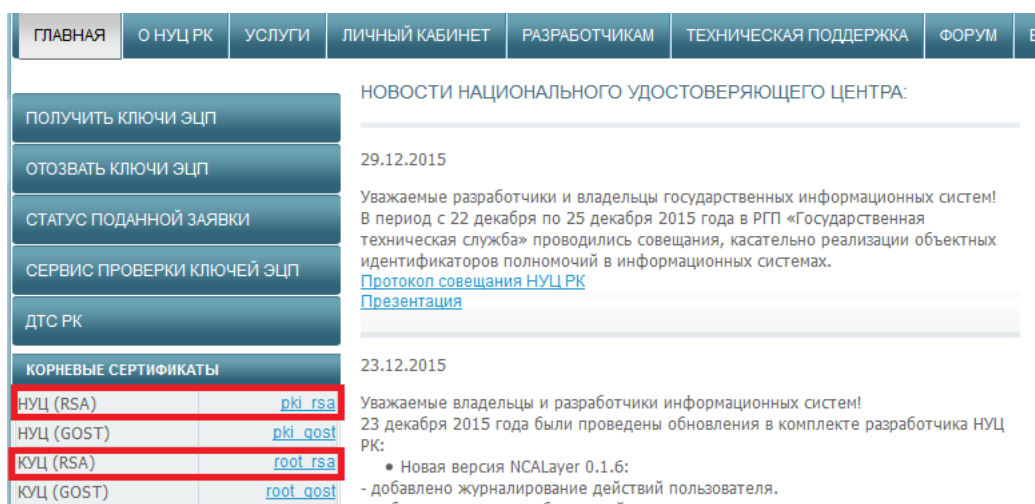 ГЛАВНАЯ О НУЦ РК УСЛУГИ ЛИЧНЫЙ КАБИНЕТ РАЗРАБОТЧИКАМ ТЕХНИЧЕСКАЯ ПОДДЕРЖКА ФОРУМ
ПОЛУЧИТЬ КЛЮЧИ ЭЦП
ОТОЗВАТЬ КЛЮЧИ ЭЦП
СТАТУС ПОДАННОЙ ЗАЯВКИ
СЕРВИС ПРОВЕРКИ КЛЮЧЕЙ ЭЦП
ДТС РК
КОРНЕВЫЕ СЕРТИФИКАТЫ
НУЦ (RSA) pki_rsa
НУЦ (GOST) pki_gost
КУЦ (RSA) root_rsa
КУЦ (GOST) root_gost
НОВОСТИ НАЦИОНАЛЬНОГО УДОСТОВЕРЯЮЩЕГО ЦЕНТРА:
29.12.2015
Уважаемые разработчики и владельцы государственных информационных систем!
В период с 22 декабря по 25 декабря 2015 года в РГП «Государственная
техническая служба» проводились совещания, касательно реализации объектных
идентификаторов полномочий в информационных системах.
Протокол совещания НУЦ РК
Презентация
23.12.2015
Уважаемые владельцы и разработчики информационных систем!
23 декабря 2015 года были проведены обновления в комплекте разработчика НУЦ
РК:
• Новая версия NCALayer 0.1.6:
- добавлено журналирование действий пользователя.